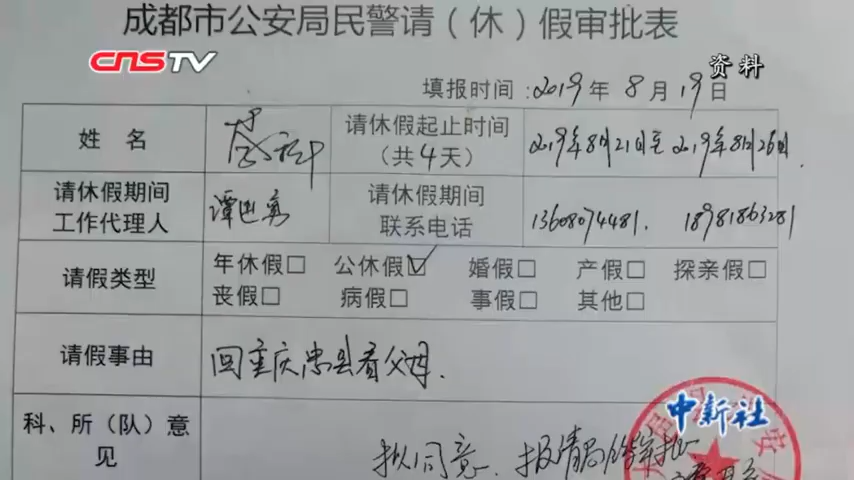 成都市公安局民警请（休）假审批表
CNSTV
资料
填报时间：2019年8月19日
姓 名
请休假起止时间
（共4天）
2019年8月21日至2019年8月26日.
请休假期间
工作代理人
谭
请休假期间
联系电话
13608074481. 18981863281
请假类型
年休假□ 公休假☑ 婚假□ 产假□ 探亲假□
丧假□ 病假□ 事假□ 其他□
请假事由
回重庆忠县看父母.
科、所（队）意
见
拟同意、报请局领导审批
中新社